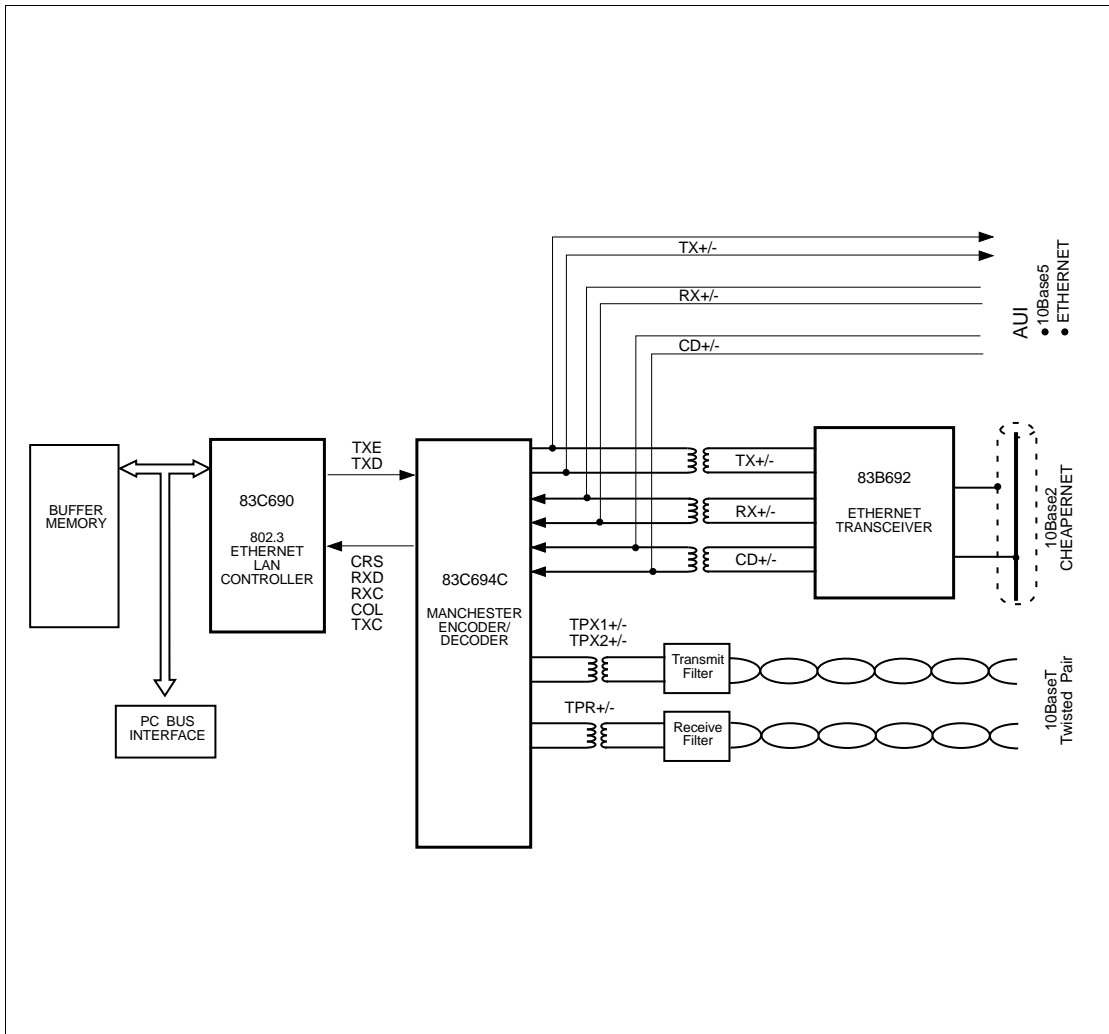 TX+/-
RX+/-
CD+/-
AUI
• 10Base5
• ETHERNET
BUFFER
MEMORY
83C690
802.3
ETHERNET
LAN
CONTROLLER
TXE
TXD
CRS
RXD
RXC
COL
TXC
83C694C
MANCHESTER
ENCODER/
DECODER
TX+/-
RX+/-
CD+/-
83B692
ETHERNET
TRANSCEIVER
10Base2
CHEAPERNET
TPX1+/-
TPX2+/-
Transmit
Filter
TPR+/-
Receive
Filter
10BaseT
Twisted Pair
PC BUS
INTERFACE